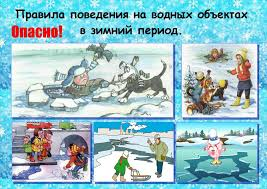 Правила поведения на водных объектах
Опасно!
в зимний период.